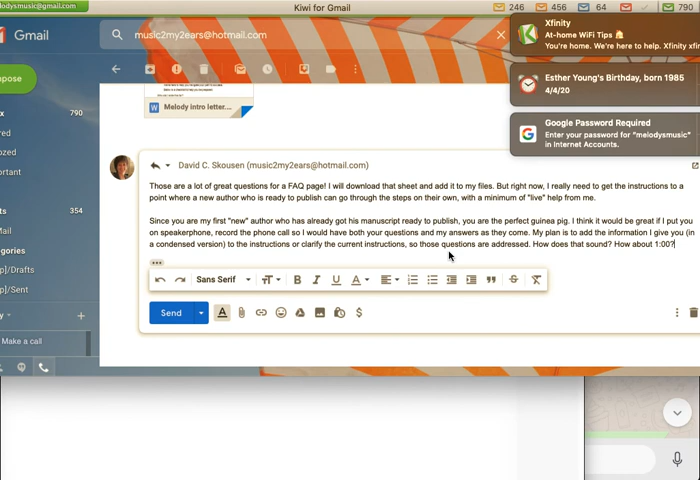 melodysmusic@gmail.com
Kiwi for Gmail
246
456
64
790
Gmail
music2my2ears@hotmail.com
Xfinity
At-home WiFi Tips
You're home. We're here to help. Xfinity xfin
Esther Young's Birthday, born 1985
4/4/20
Google Password Required
Enter your password for "melodysmusic"
in Internet Accounts.
pose
x
790
red
ozed
ortant
ts
354
Mail
egories
p]/Drafts
p]/Sent
y
Make a call
W
Melody intro letter....
David C. Skousen (music2my2ears@hotmail.com)
Those are a lot of great questions for a FAQ page! I will download that sheet and add it to my files. But right now, I really need to get the instructions to a
point where a new author who is ready to publish can go through the steps on their own, with a minimum of "live" help from me.
Since you are my first "new" author who has already got his manuscript ready to publish, you are the perfect guinea pig. I think it would be great if I put you
on speakerphone, record the phone call so I would have both your questions and my answers as they come. My plan is to add the information I give you (in
a condensed version) to the instructions or clarify the current instructions, so those questions are addressed. How does that sound? How about 1:00?
Sans Serif
B I U A
Send
A
$